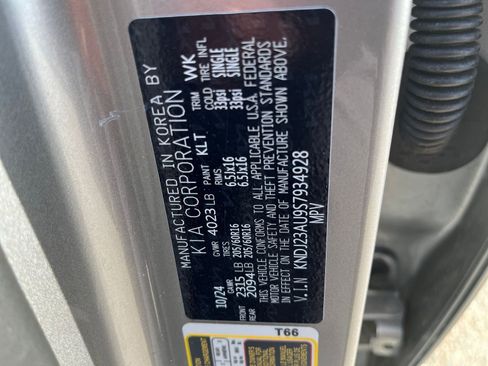 MANUFACTURED IN KOREA BY
KIA CORPORATION
10/24 GVWR 4023 LB PAINT KLT TRIM WK
GAWR TIRES RIMS COLD TIRE INFL
FRONT 2315 LB 205/60R16 6.5Jx16 33psi SINGLE
REAR 2094 LB 205/60R16 6.5Jx16 33psi SINGLE
THIS VEHICLE CONFORMS TO ALL APPLICABLE U.S.A. FEDERAL
MOTOR VEHICLE SAFETY AND THEFT PREVENTION STANDARDS
IN EFFECT ON THE DATE OF MANUFACTURE SHOWN ABOVE.
V.I.N KNDJ23AU9S7934928
MPV
T66